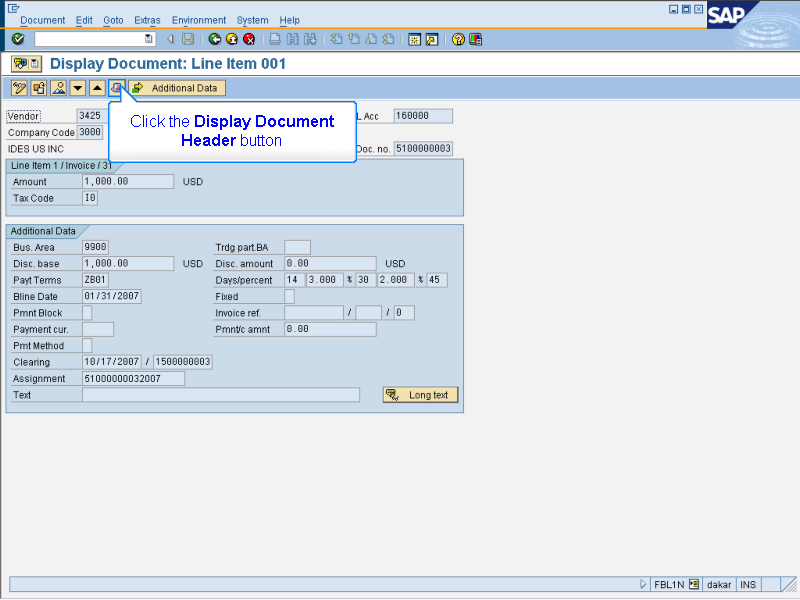 Document Edit Goto Extras Environment System Help
SAP
Display Document: Line Item 001
Additional Data
Vendor 3425 L Acc 160000
Company Code 3000
IDES US INC Doc. no. 5100000003
Click the Display Document
Header button
Line Item 1 / Invoice / 31
Amount 1,000.00 USD
Tax Code I0
Additional Data
Bus. Area 9900 Trdg part.BA
Disc. base 1,000.00 USD Disc. amount 0.00 USD
Payt Terms ZB01 Days/percent 14 3.000 % 30 2.000 % 45
Bline Date 01/31/2007 Fixed
Pmnt Block Invoice ref. / / 0
Payment cur. Pmnt/c amnt 0.00
Pmt Method
Clearing 10/17/2007 / 1500000003
Assignment 51000000032007
Text Long text
FBL1N dakar INS